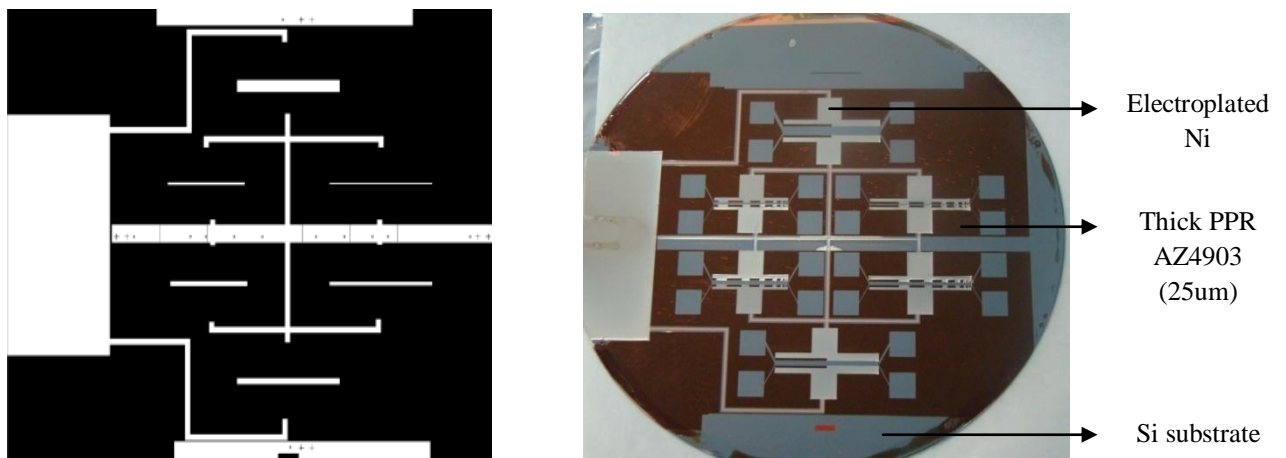 Electroplated
Ni
Thick PPR
AZ4903
(25um)
Si substrate